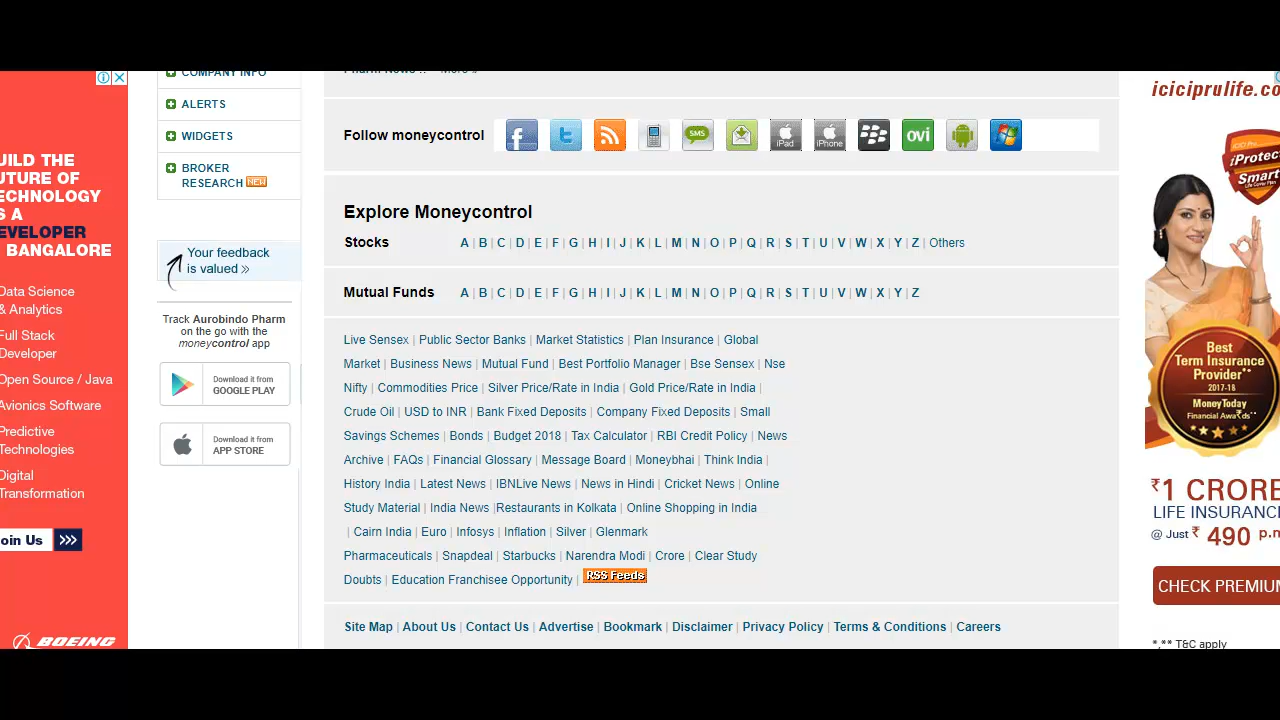 COMPANY INFO
ALERTS
WIDGETS
BROKER
RESEARCH NEW
Your feedback
is valued »
Track Aurobindo Pharm
on the go with the
moneycontrol app
Download it from
GOOGLE PLAY
Download it from
APP STORE
Pharm News :: More »
Follow moneycontrol
f t SMS iPad iPhone ovi
Explore Moneycontrol
Stocks A | B | C | D | E | F | G | H | I | J | K | L | M | N | O | P | Q | R | S | T | U | V | W | X | Y | Z | Others
Mutual Funds A | B | C | D | E | F | G | H | I | J | K | L | M | N | O | P | Q | R | S | T | U | V | W | X | Y | Z
Live Sensex | Public Sector Banks | Market Statistics | Plan Insurance | Global
Market | Business News | Mutual Fund | Best Portfolio Manager | Bse Sensex | Nse
Nifty | Commodities Price | Silver Price/Rate in India | Gold Price/Rate in India |
Crude Oil | USD to INR | Bank Fixed Deposits | Company Fixed Deposits | Small
Savings Schemes | Bonds | Budget 2018 | Tax Calculator | RBI Credit Policy | News
Archive | FAQs | Financial Glossary | Message Board | Moneybhai | Think India |
History India | Latest News | IBNLive News | News in Hindi | Cricket News | Online
Study Material | India News |Restaurants in Kolkata | Online Shopping in India
| Cairn India | Euro | Infosys | Inflation | Silver | Glenmark
Pharmaceuticals | Snapdeal | Starbucks | Narendra Modi | Crore | Clear Study
Doubts | Education Franchisee Opportunity | RSS Feeds
Site Map | About Us | Contact Us | Advertise | Bookmark | Disclaimer | Privacy Policy | Terms & Conditions | Careers
UILD THE
UTURE OF
ECHNOLOGY
S A
EVELOPER
BANGALORE
Data Science
& Analytics
Full Stack
Developer
Open Source / Java
Avionics Software
Predictive
Technologies
Digital
Transformation
oin Us >>>
BOEING
iciciprulife.co
ICICI Pru
iProtect
Smart
Life Cover Plan
Best
Term Insurance
Provider**
2017-18
MoneyToday
Financial Awards**
₹1 CRORE
LIFE INSURANC
@ Just ₹ 490 p.m
CHECK PREMIUM
*,** T&C apply